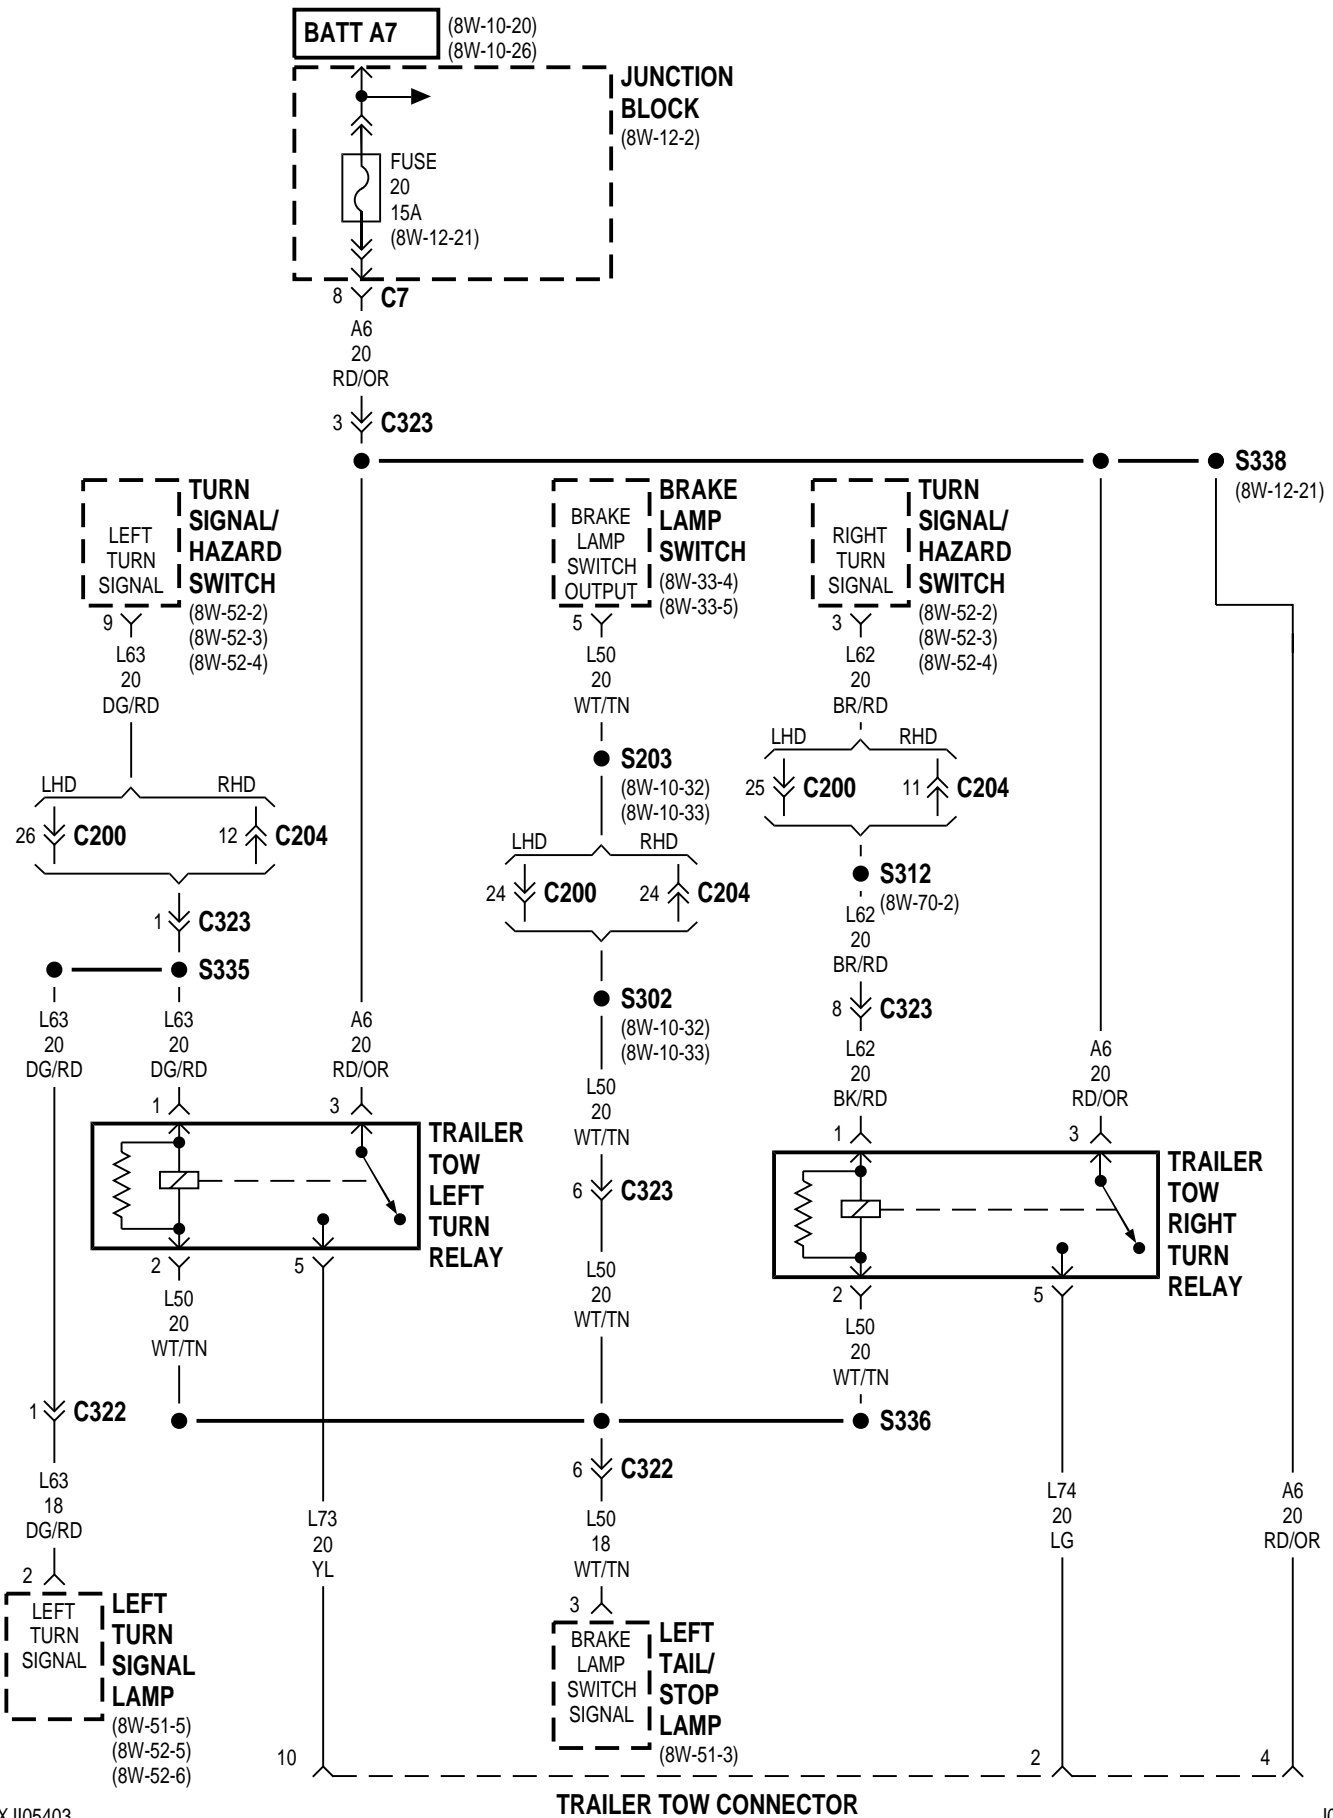 BATT A7
(8W-10-20)
(8W-10-26)
JUNCTION
BLOCK
(8W-12-2)
FUSE
20
15A
(8W-12-21)
8
C7
A6
20
RD/OR
3
C323
S338
(8W-12-21)
LEFT
TURN
SIGNAL
TURN
SIGNAL/
HAZARD
SWITCH
(8W-52-2)
(8W-52-3)
(8W-52-4)
9
L63
20
DG/RD
LHD
RHD
26
C200
12
C204
1
C323
S335
L63
20
DG/RD
L63
20
DG/RD
A6
20
RD/OR
1
3
TRAILER
TOW
LEFT
TURN
RELAY
2
5
L50
20
WT/TN
1
C322
L63
18
DG/RD
2
LEFT
TURN
SIGNAL
LEFT
TURN
SIGNAL
LAMP
(8W-51-5)
(8W-52-5)
(8W-52-6)
L73
20
YL
10
BRAKE
LAMP
SWITCH
OUTPUT
BRAKE
LAMP
SWITCH
(8W-33-4)
(8W-33-5)
5
L50
20
WT/TN
S203
(8W-10-32)
(8W-10-33)
LHD
RHD
24
C200
24
C204
S302
(8W-10-32)
(8W-10-33)
L50
20
WT/TN
6
C323
L50
20
WT/TN
6
C322
L50
18
WT/TN
3
BRAKE
LAMP
SWITCH
SIGNAL
LEFT
TAIL/
STOP
LAMP
(8W-51-3)
RIGHT
TURN
SIGNAL
TURN
SIGNAL/
HAZARD
SWITCH
(8W-52-2)
(8W-52-3)
(8W-52-4)
3
L62
20
BR/RD
LHD
RHD
25
C200
11
C204
S312
(8W-70-2)
L62
20
BR/RD
8
C323
L62
20
BK/RD
A6
20
RD/OR
1
3
TRAILER
TOW
RIGHT
TURN
RELAY
2
5
L50
20
WT/TN
S336
L74
20
LG
A6
20
RD/OR
2
4
TRAILER TOW CONNECTOR